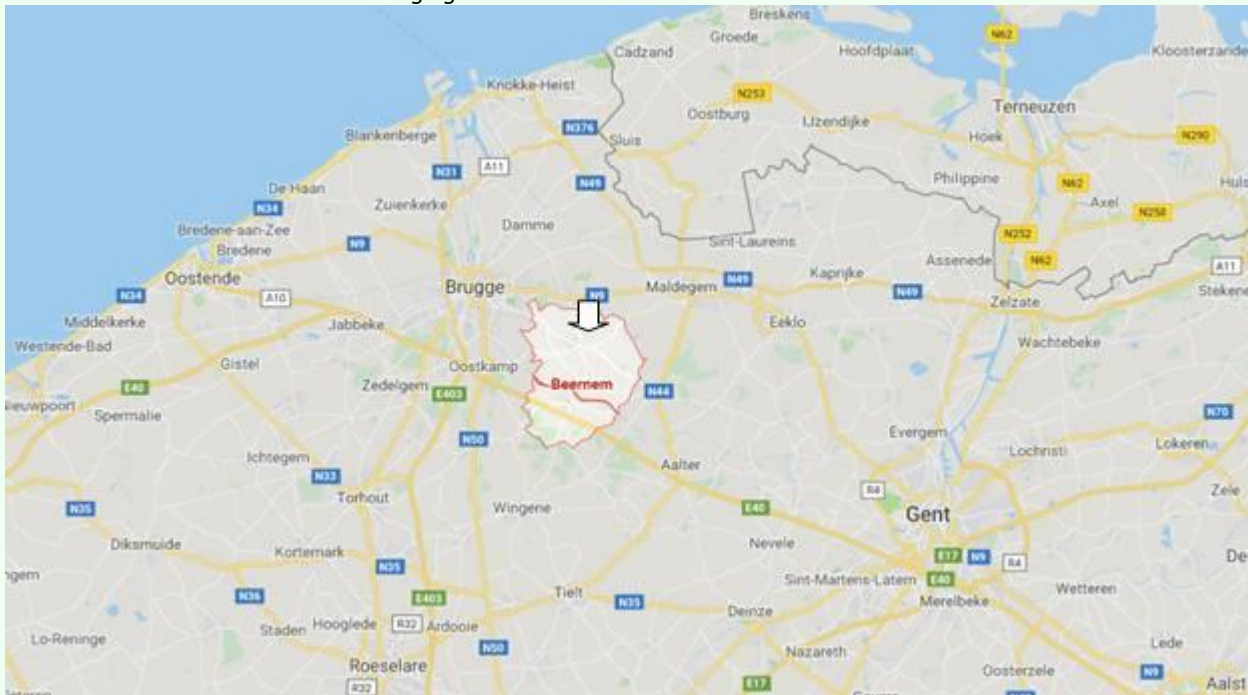 Breskens
Groede
N62
Cadzand
Hoofdplaat
Kloosterzande
Knokke-Heist
N253
Terneuzen
Oostburg
IJzendijke
N376
Blankenberge
Sluis
Hoek
N290
A11
N31
N49
Philippine
De Haan
N62
Huls
Zuienkerke
Axel
N34
N258
Damme
Bredene-aan-Zee
N252
N9
Sint-Laureins
Bredene
Assenede
N62
A11
Oostende
Kaprijke
N49
Brugge
Maldegem
Stekene
N34
A10
N9
N49
Zelzate
Middelkerke
Jabbeke
Eeklo
Wachtebeke
Westende-Bad
Gistel
Oostkamp
Zedelgem
Beernem
E40
E403
N44
Nieuwpoort
Spermalie
N70
N50
Evergem
Lokeren
Lochristi
Ichtegem
Aalter
N33
R4
Zele
Torhout
N35
Wingene
E40
Gent
Diksmuide
Nevele
Kortemark
E17
N9
De
R4
N35
ngem
Sint-Martens-Latem
E40
Wetteren
N36
E403
Tielt
N35
Merelbeke
Deinze
Staden
Hooglede
R32
Ardooie
Lo-Reninge
Lede
N50
Nazareth
Roeselare
Oosterzele
N9
R32
E17
Aalst